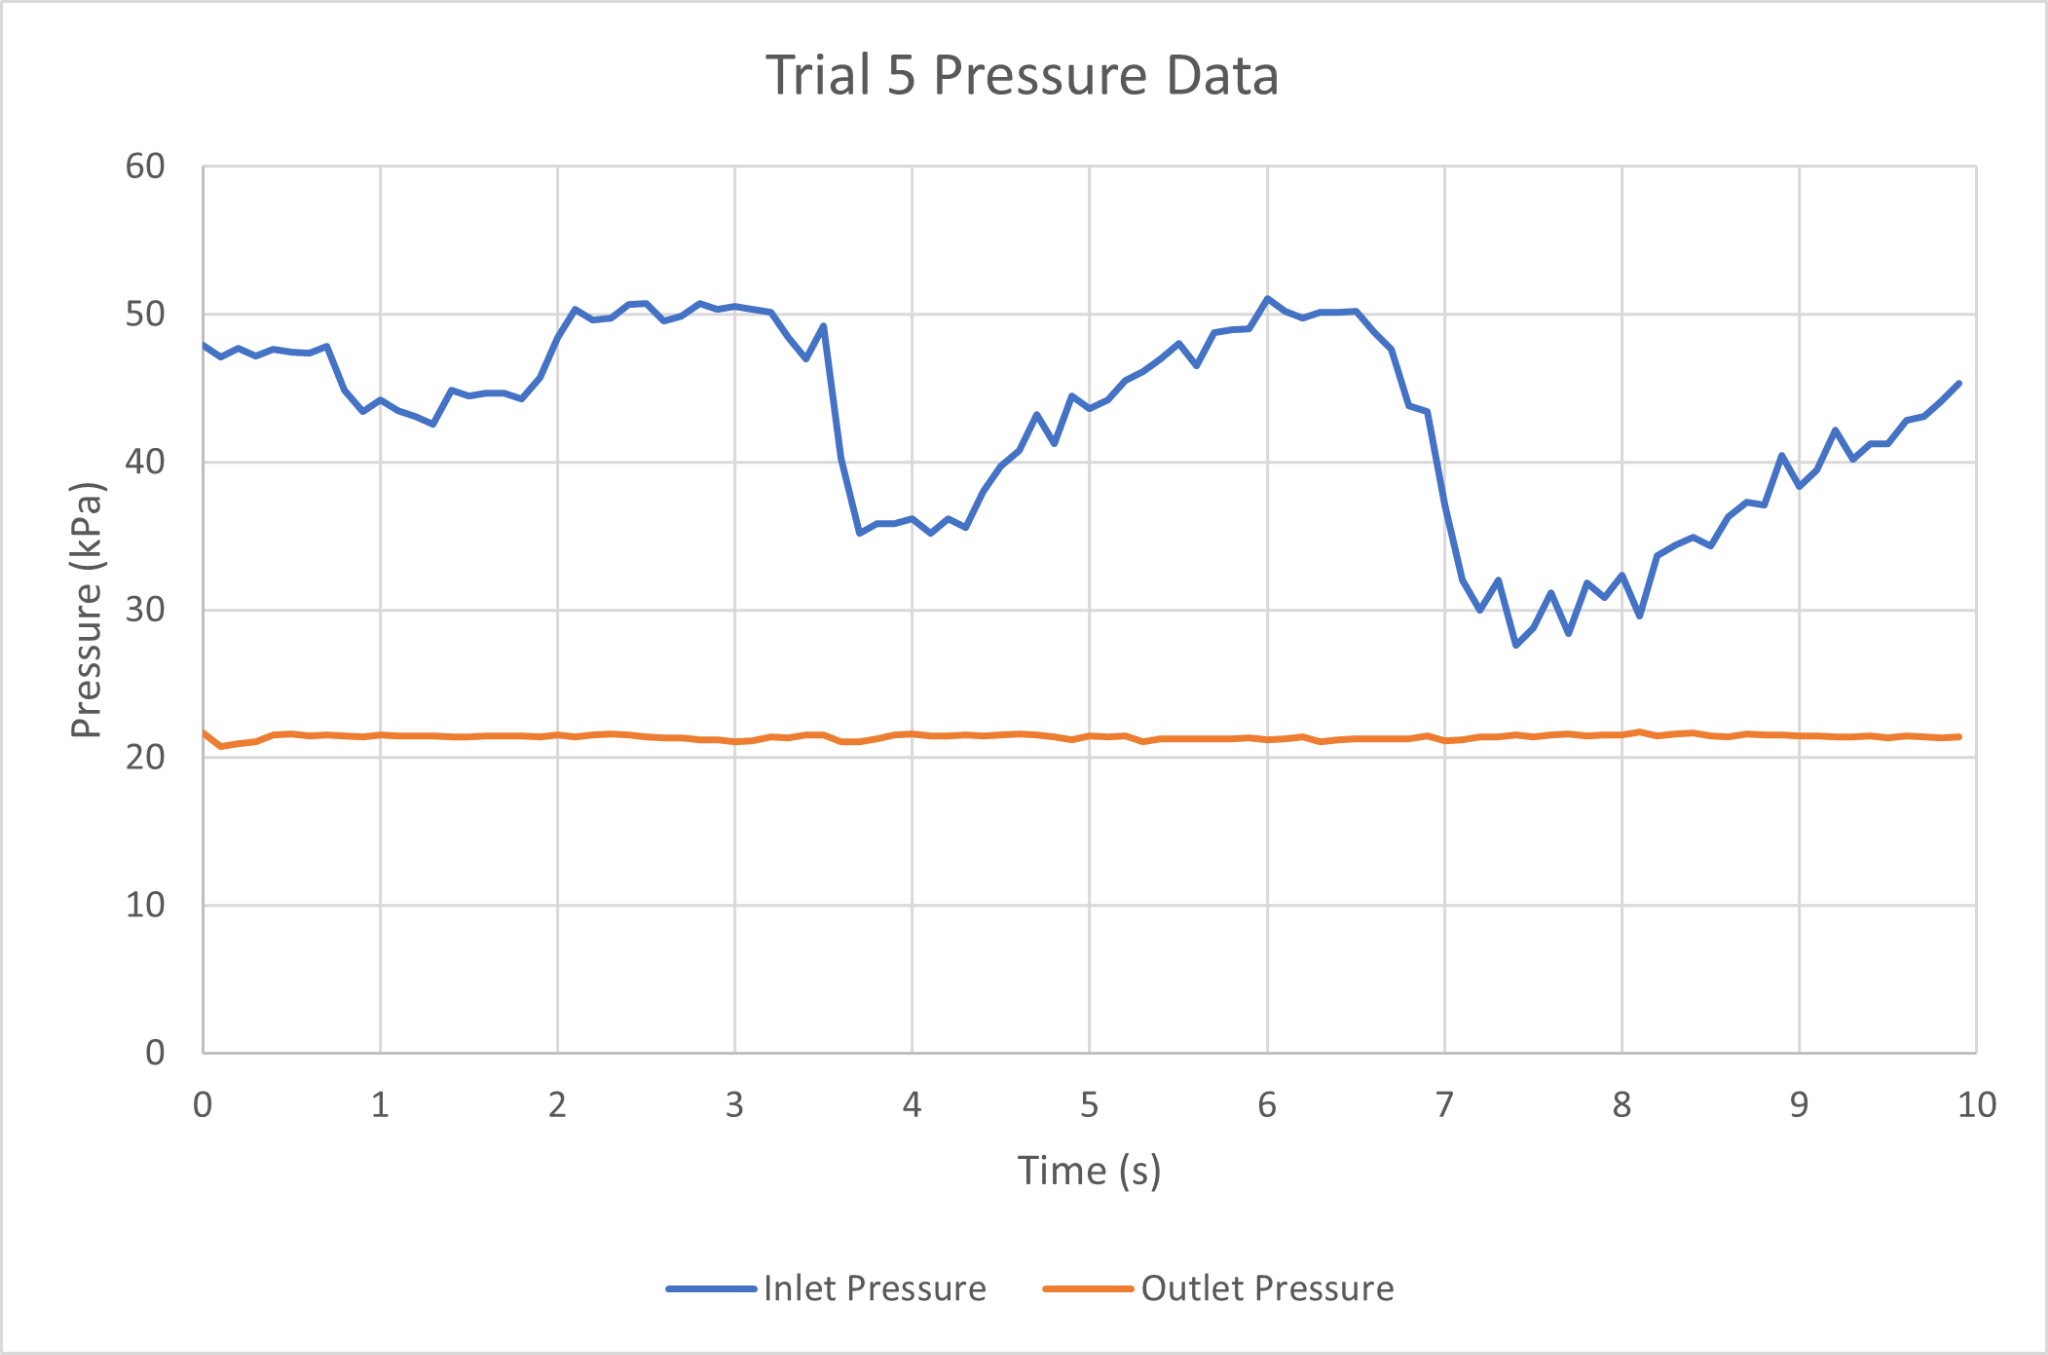 Trial 5 Pressure Data
60
50
40
30
20
10
0
Pressure (kPa)
0 1 2 3 4 5 6 7 8 9 10
Time (s)
Inlet Pressure Outlet Pressure